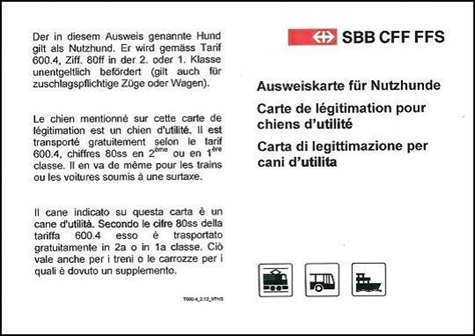 Der in diesem Ausweis genannte Hund
gilt als Nutzhund. Er wird gemäss Tarif
600.4, Ziff. 80ff in der 2. oder 1. Klasse
unentgeltlich befördert (gilt auch für
zuschlagspflichtige Züge oder Wagen).
Le chien mentionné sur cette karte de
légitimation est un chien d'utilité. Il est
transporté gratuitement selon le tarif
600.4, chiffres 80ss en 2ème ou en 1ère
classe. Il en va de même pour les trains
ou les voitures soumis à une surtaxe.
Il cane indicato su questa carta è un
cane d'utilità. Secondo le cifre 80ss della
tariffa 600.4 esso è trasportato
gratuitamente in 2a o in 1a classe. Ciò
vale anche per i treni o le carrozze per i
quali è dovuto un supplemento.
T600.4_2.12_VTHS
SBB CFF FFS
Ausweiskarte für Nutzhunde
Carte de légitimation pour
chiens d'utilité
Carta di legittimazione per
cani d'utilita